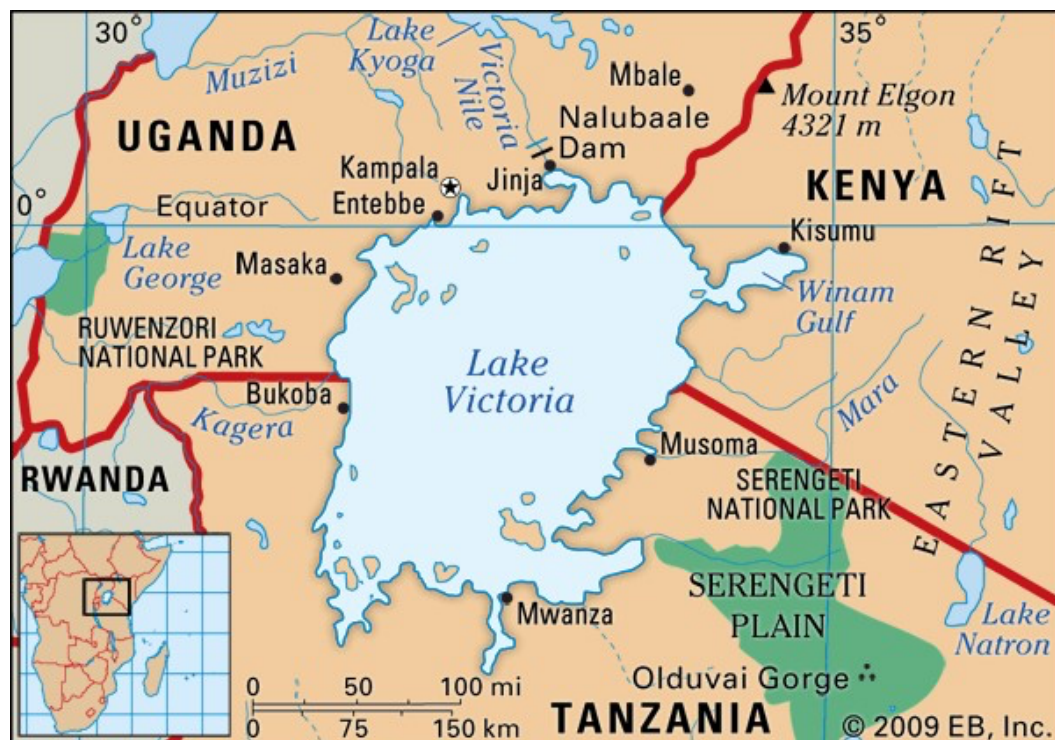 30°
Lake
Kyoga
Victoria
Nile
35°
Muzizi
Mbale
Mount Elgon
4321 m
UGANDA
Nalubaale
Dam
Kampala
Jinja
KENYA
0°
Equator
Entebbe
Kisumu
Lake
George
Masaka
Winam
Gulf
EASTERN RIFT
VALLEY
RUWENZORI
NATIONAL PARK
Lake
Victoria
Bukoba
Kagera
Mara
Musoma
RWANDA
SERENGETI
NATIONAL PARK
SERENGETI
PLAIN
Mwanza
Lake
Natron
Olduvai Gorge
0 50 100 mi
0 75 150 km
TANZANIA
© 2009 EB, Inc.